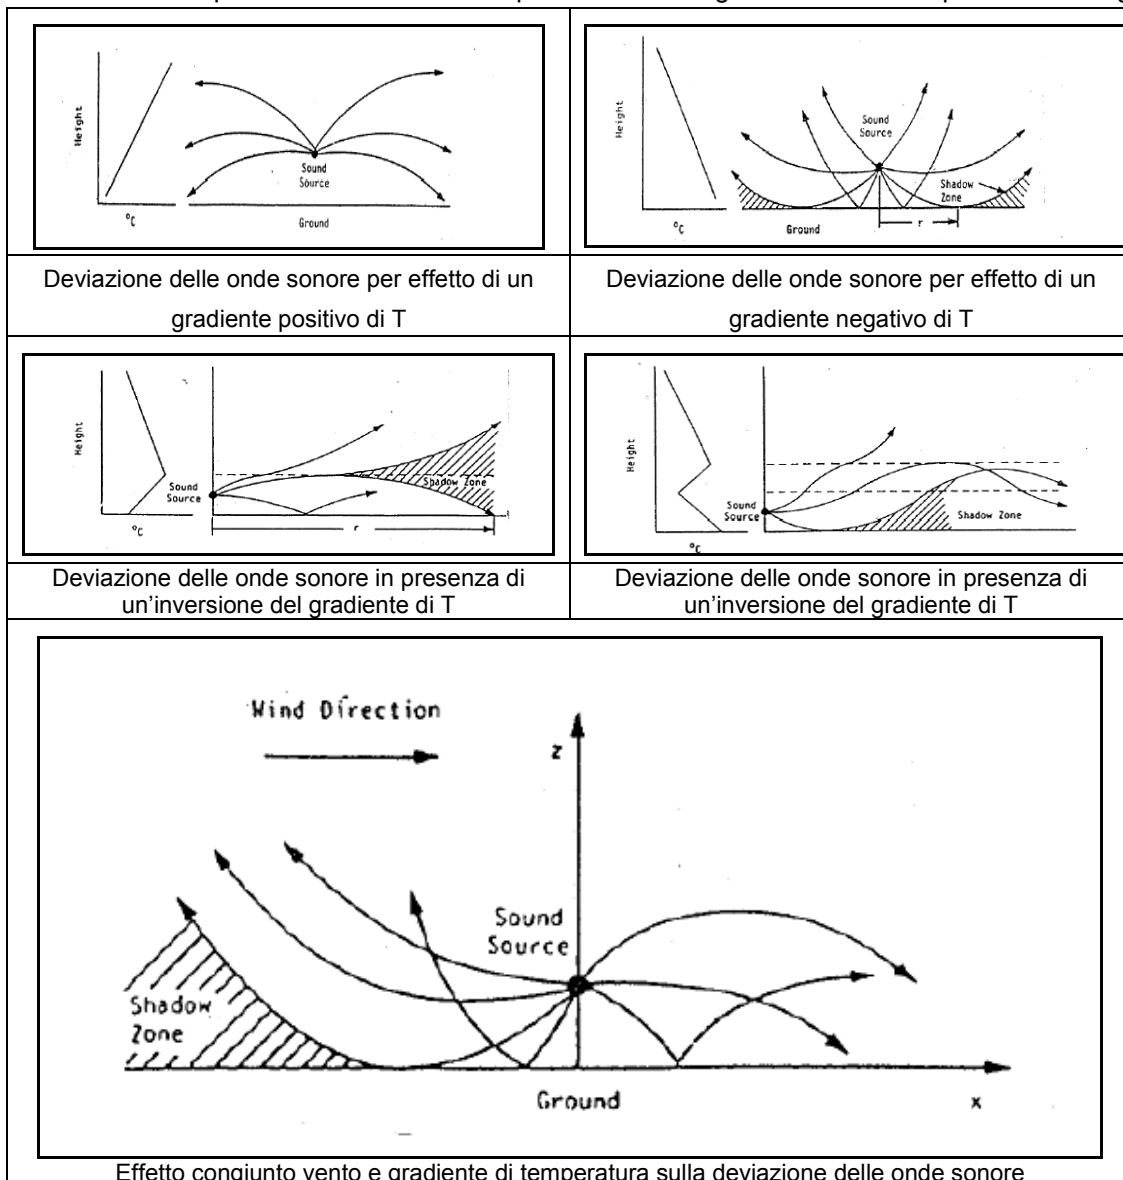 Height
°C
Sound
Source
Ground
Height
°C
Sound
Source
Shadow
Zone
Ground
r
Deviazione delle onde sonore per effetto di un
gradiente positivo di T
Deviazione delle onde sonore per effetto di un
gradiente negativo di T
Height
°C
Sound
Source
Shadow Zone
r
Height
°C
Sound
Source
Shadow Zone
Deviazione delle onde sonore in presenza di
un'inversione del gradiente di T
Deviazione delle onde sonore in presenza di
un'inversione del gradiente di T
Wind Direction
z
Sound
Source
Shadow
Zone
Ground
x
Effetto congiunto vento e gradiente di temperatura sulla deviazione delle onde sonore